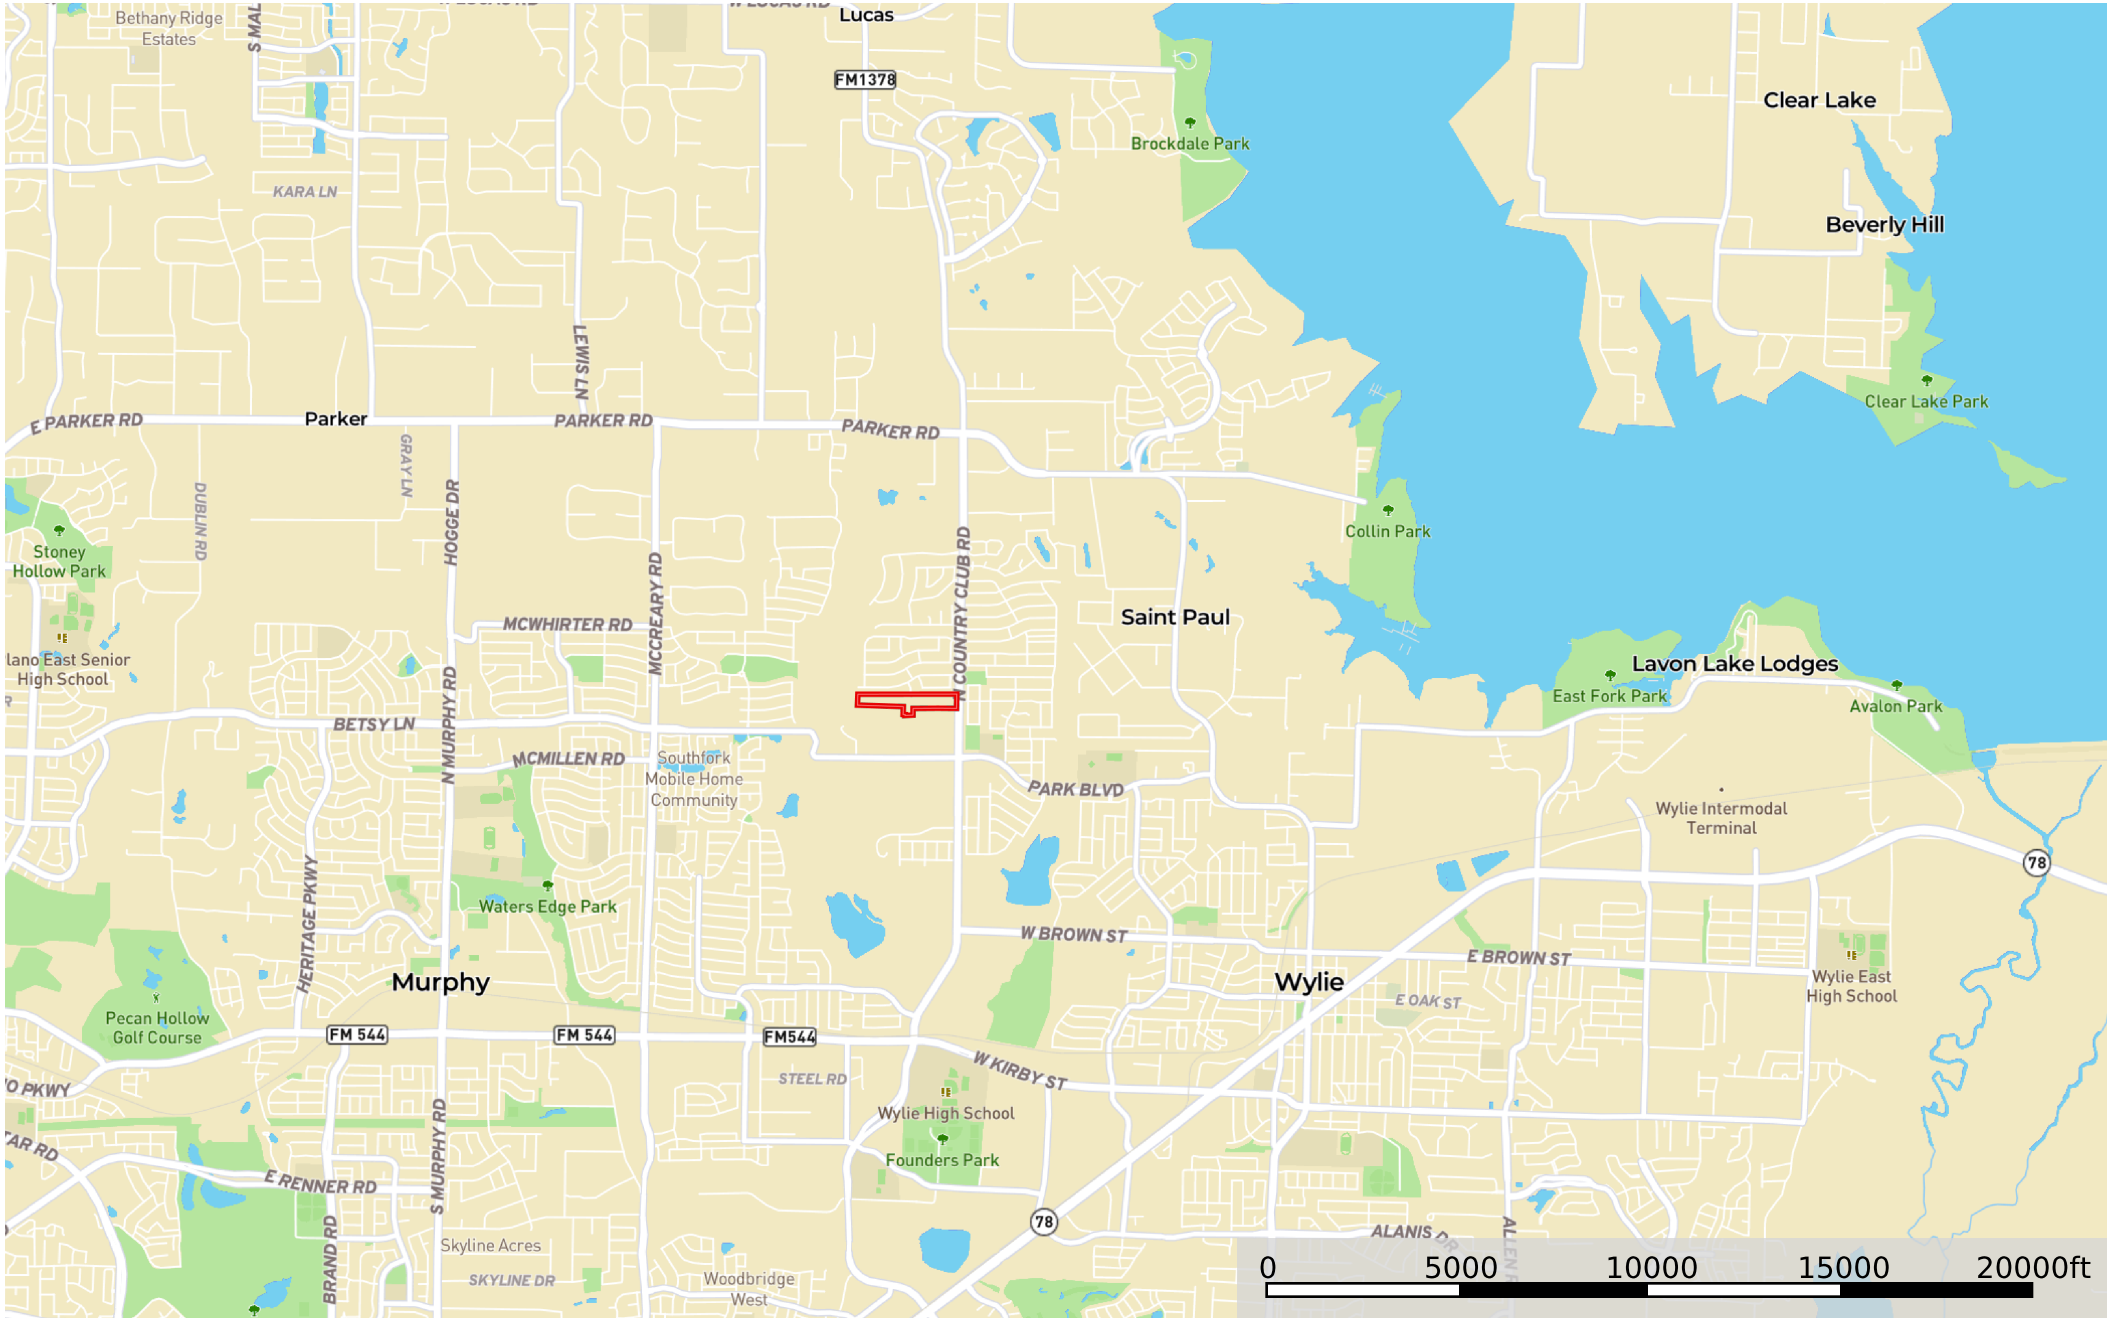 Bethany Ridge
Estates
Lucas
FM1378
Clear Lake
Brockdale Park
KARA LN
Beverly Hill
LEWIS LN
Clear Lake Park
E PARKER RD
Parker
PARKER RD
PARKER RD
GRAY LN
DUBLIN RD
HOGGE DR
Collin Park
Stoney
Hollow Park
MCCREARY RD
N COUNTRY CLUB RD
Saint Paul
MCWHIRTER RD
lano East Senior
High School
Lavon Lake Lodges
East Fork Park
Avalon Park
N MURPHY RD
BETSY LN
MCMILLEN RD
Southfork
Mobile Home
Community
PARK BLVD
Wylie Intermodal
Terminal
78
HERITAGE PKWY
Waters Edge Park
W BROWN ST
E BROWN ST
Murphy
Wylie
Wylie East
High School
E OAK ST
Pecan Hollow
Golf Course
FM 544
FM 544
FM544
W KIRBY ST
STEEL RD
O PKWY
Wylie High School
S MURPHY RD
TAR RD
Founders Park
E RENNER RD
78
BRAND RD
ALANIS DR
Skyline Acres
SKYLINE DR
Woodbridge
West
0 5000 10000 15000 20000ft